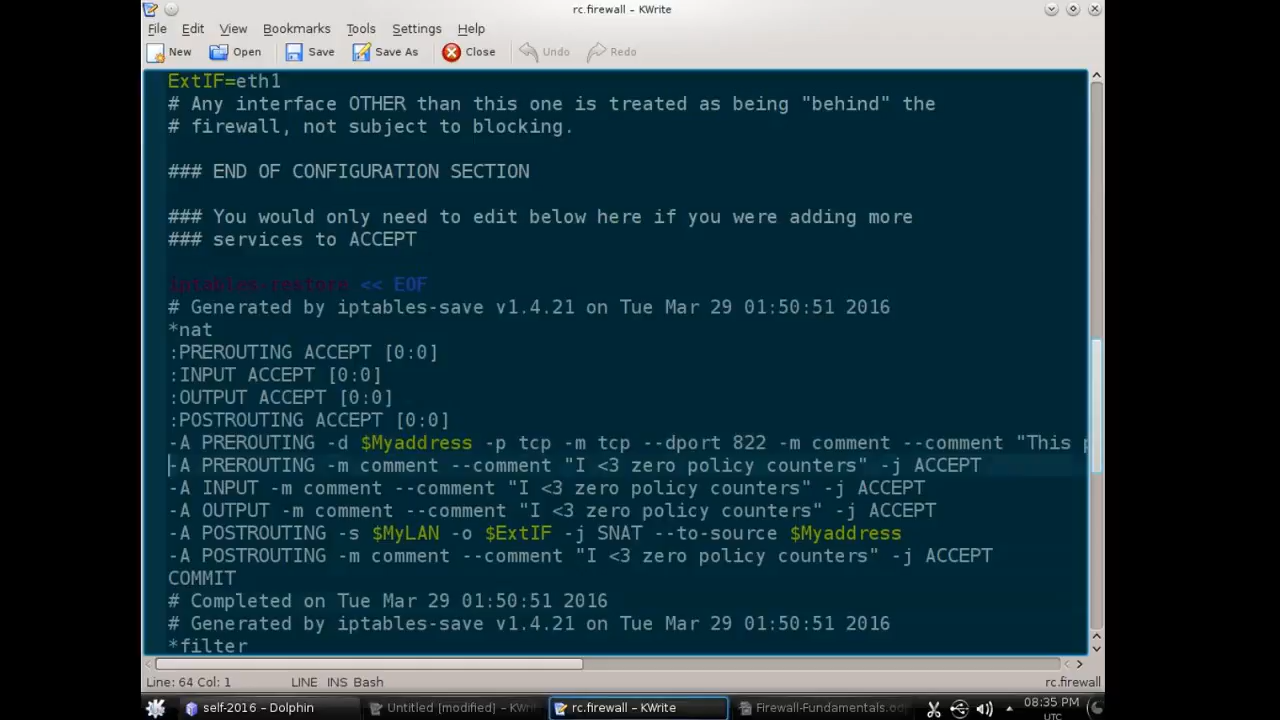 rc.firewall — KWrite
File Edit View Bookmarks Tools Settings Help
New Open Save Save As Close Undo Redo
ExtIF=eth1
# Any interface OTHER than this one is treated as being "behind" the
# firewall, not subject to blocking.
### END OF CONFIGURATION SECTION
### You would only need to edit below here if you were adding more
### services to ACCEPT
iptables-restore << EOF
# Generated by iptables-save v1.4.21 on Tue Mar 29 01:50:51 2016
*nat
:PREROUTING ACCEPT [0:0]
:INPUT ACCEPT [0:0]
:OUTPUT ACCEPT [0:0]
:POSTROUTING ACCEPT [0:0]
-A PREROUTING -d $Myaddress -p tcp -m tcp --dport 822 -m comment --comment "This
-A PREROUTING -m comment --comment "I <3 zero policy counters" -j ACCEPT
-A INPUT -m comment --comment "I <3 zero policy counters" -j ACCEPT
-A OUTPUT -m comment --comment "I <3 zero policy counters" -j ACCEPT
-A POSTROUTING -s $MyLAN -o $ExtIF -j SNAT --to-source $Myaddress
-A POSTROUTING -m comment --comment "I <3 zero policy counters" -j ACCEPT
COMMIT
# Completed on Tue Mar 29 01:50:51 2016
# Generated by iptables-save v1.4.21 on Tue Mar 29 01:50:51 2016
*filter
Line: 64 Col: 1 LINE INS Bash rc.firewall
self-2016 – Dolphin Untitled [modified] – KWri rc.firewall – KWrite Firewall-Fundamentals.od 08:35 PM
UTC